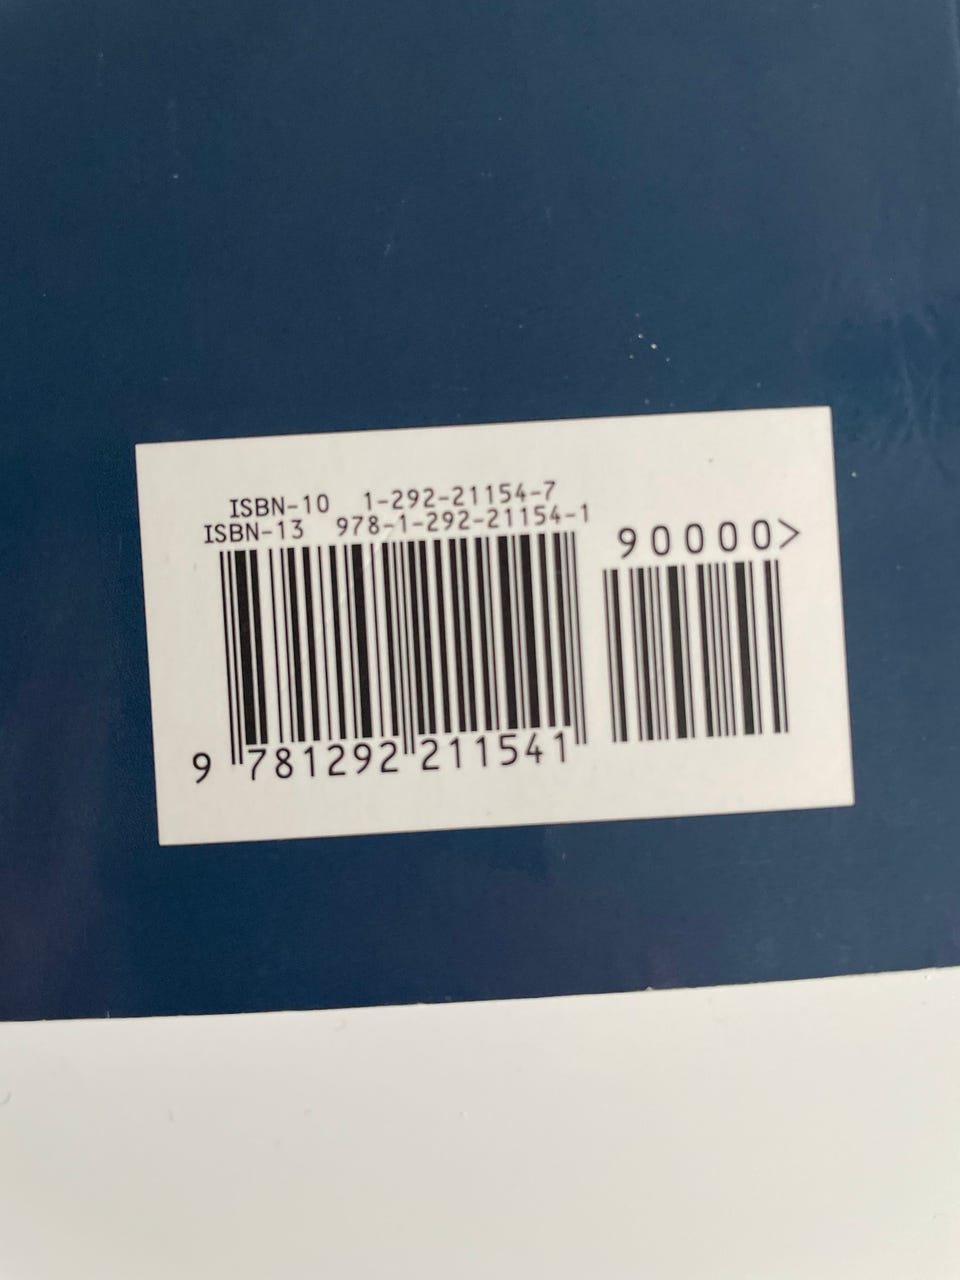 ISBN-10 1-292-21154-7
ISBN-13 978-1-292-21154-1
90000>
9 781292 211541